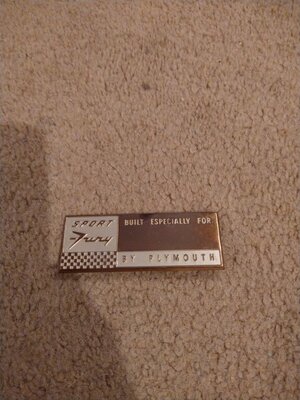 SPORT
Fury
BUILT ESPECIALLY FOR
BY PLYMOUTH